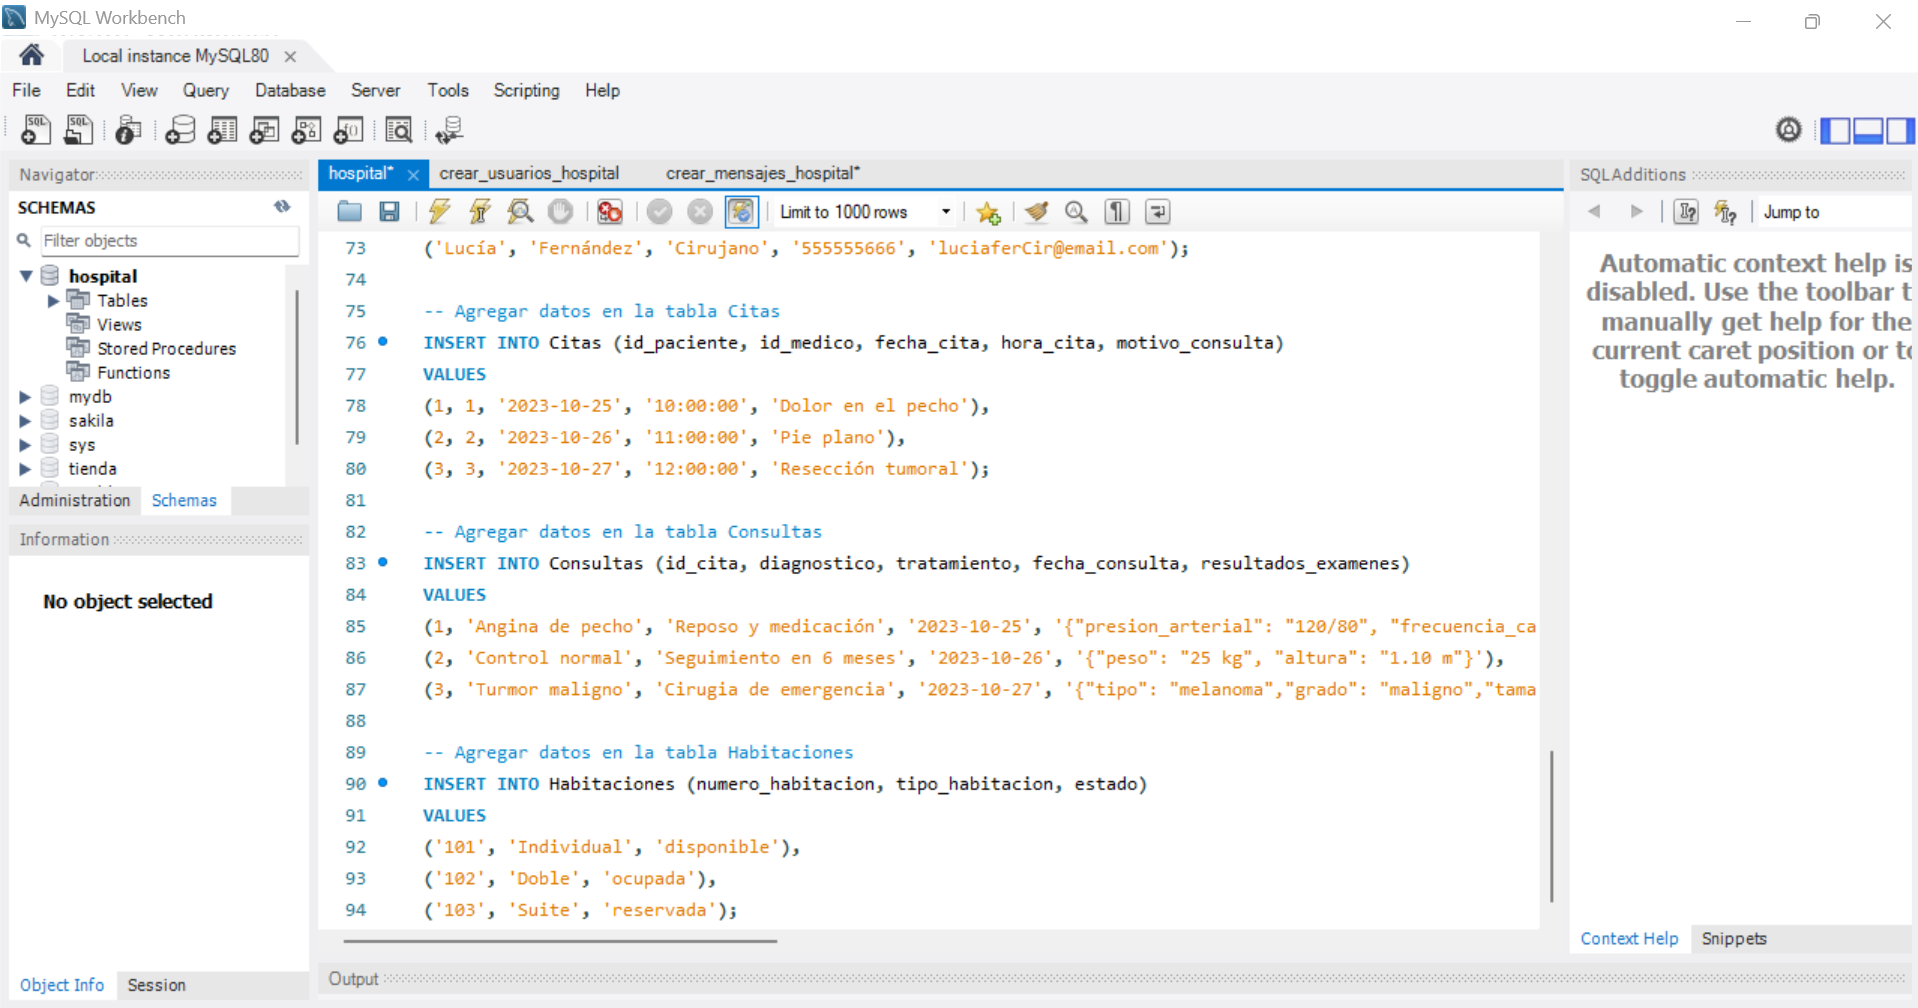 MySQL Workbench
Local instance MySQL80
File Edit View Query Database Server Tools Scripting Help
Navigator
SCHEMAS
Filter objects
hospital
Tables
Views
Stored Procedures
Functions
mydb
sakila
sys
tienda
Administration Schemas
Information
No object selected
Object Info Session
hospital* crear_usuarios_hospital crear_mensajes_hospital*
Limit to 1000 rows
73 ('Lucía', 'Fernández', 'Cirujano', '555555666', 'luciaferCir@email.com');
74
75 -- Agregar datos en la tabla Citas
76 INSERT INTO Citas (id_paciente, id_medico, fecha_cita, hora_cita, motivo_consulta)
77 VALUES
78 (1, 1, '2023-10-25', '10:00:00', 'Dolor en el pecho'),
79 (2, 2, '2023-10-26', '11:00:00', 'Pie plano'),
80 (3, 3, '2023-10-27', '12:00:00', 'Resección tumoral');
81
82 -- Agregar datos en la tabla Consultas
83 INSERT INTO Consultas (id_cita, diagnostico, tratamiento, fecha_consulta, resultados_examenes)
84 VALUES
85 (1, 'Angina de pecho', 'Reposo y medicación', '2023-10-25', '{"presion_arterial": "120/80", "frecuencia_ca
86 (2, 'Control normal', 'Seguimiento en 6 meses', '2023-10-26', '{"peso": "25 kg", "altura": "1.10 m"}'),
87 (3, 'Turmor maligno', 'Cirugia de emergencia', '2023-10-27', '{"tipo": "melanoma","grado": "maligno","tama
88
89 -- Agregar datos en la tabla Habitaciones
90 INSERT INTO Habitaciones (numero_habitacion, tipo_habitacion, estado)
91 VALUES
92 ('101', 'Individual', 'disponible'),
93 ('102', 'Doble', 'ocupada'),
94 ('103', 'Suite', 'reservada');
Output
SQLAdditions
Jump to
Automatic context help is
disabled. Use the toolbar t
manually get help for the
current caret position or to
toggle automatic help.
Context Help Snippets